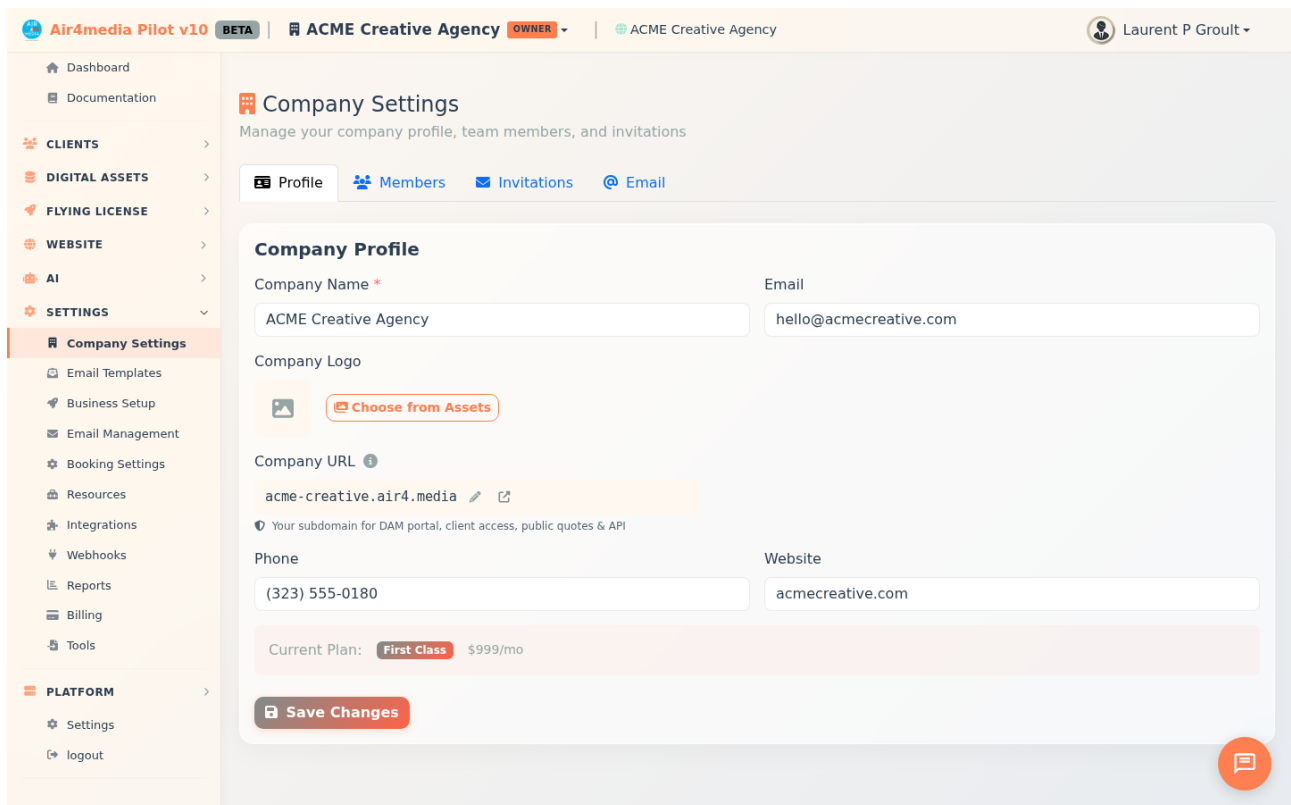 Air4media Pilot v10 BETA | ACME Creative Agency OWNER | ACME Creative Agency Laurent P Groult
Dashboard
Documentation
CLIENTS
DIGITAL ASSETS
FLYING LICENSE
WEBSITE
AI
SETTINGS
Company Settings
Email Templates
Business Setup
Email Management
Booking Settings
Resources
Integrations
Webhooks
Reports
Billing
Tools
PLATFORM
Settings
logout
Company Settings
Manage your company profile, team members, and invitations
Profile Members Invitations Email
Company Profile
Company Name * Email
ACME Creative Agency hello@acmecreative.com
Company Logo
Choose from Assets
Company URL
acme-creative.air4.media
Your subdomain for DAM portal, client access, public quotes & API
Phone Website
(323) 555-0180 acmecreative.com
Current Plan: First Class $999/mo
Save Changes